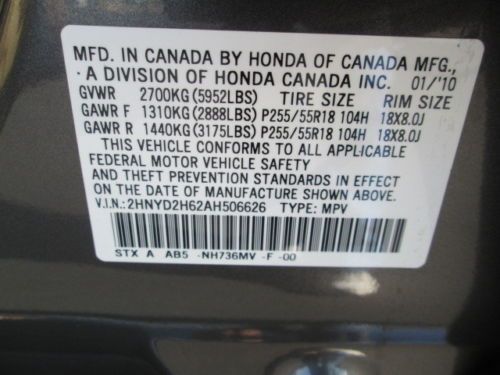 MFD. IN CANADA BY HONDA OF CANADA MFG.,
A DIVISION OF HONDA CANADA INC. 01/'10
GVWR 2700KG (5952LBS) TIRE SIZE RIM SIZE
GAWR F 1310KG (2888LBS) P255/55R18 104H 18X8.0J
GAWR R 1440KG (3175LBS) P255/55R18 104H 18X8.0J
THIS VEHICLE CONFORMS TO ALL APPLICABLE
FEDERAL MOTOR VEHICLE SAFETY
AND THEFT PREVENTION STANDARDS IN EFFECT
ON THE DATE OF MANUFACTURE SHOWN ABOVE.
V.I.N.: 2HNYD2H62AH506626 TYPE: MPV
STX A AB5 -NH736MV -F -00